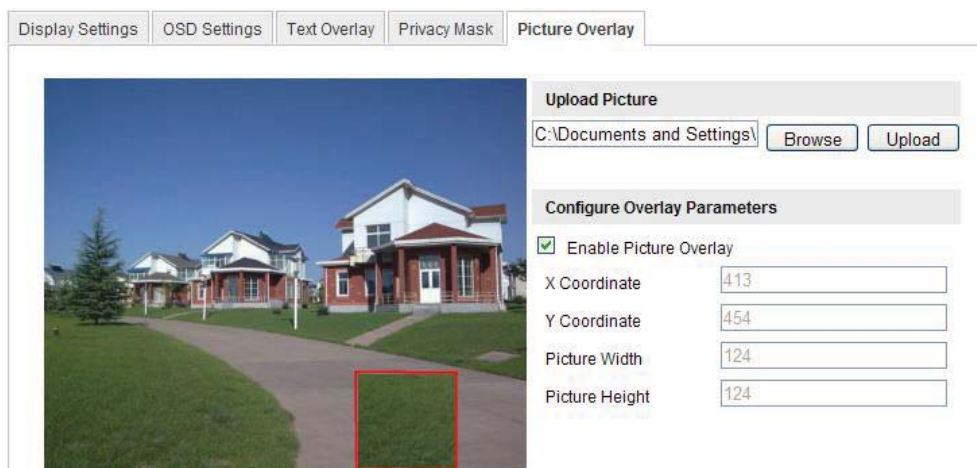 Display Settings OSD Settings Text Overlay Privacy Mask Picture Overlay
Upload Picture
C:\Documents and Settings\ Browse Upload
Configure Overlay Parameters
Enable Picture Overlay
X Coordinate 413
Y Coordinate 454
Picture Width 124
Picture Height 124